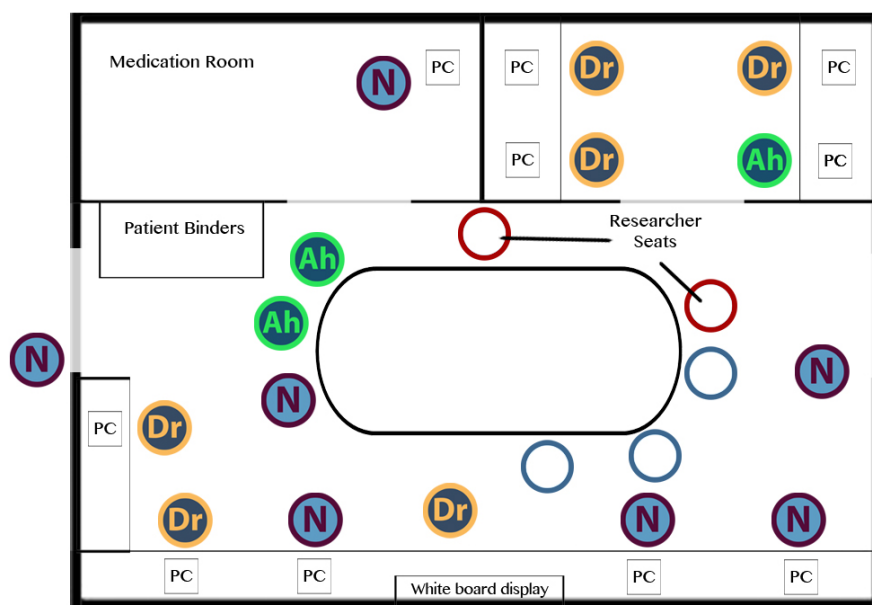 Medication Room
N
PC
PC
Dr
Dr
PC
PC
Dr
Ah
PC
Patient Binders
Researcher
Seats
Ah
Ah
N
N
N
PC
Dr
Dr
N
Dr
N
N
PC
PC
White board display
PC
PC